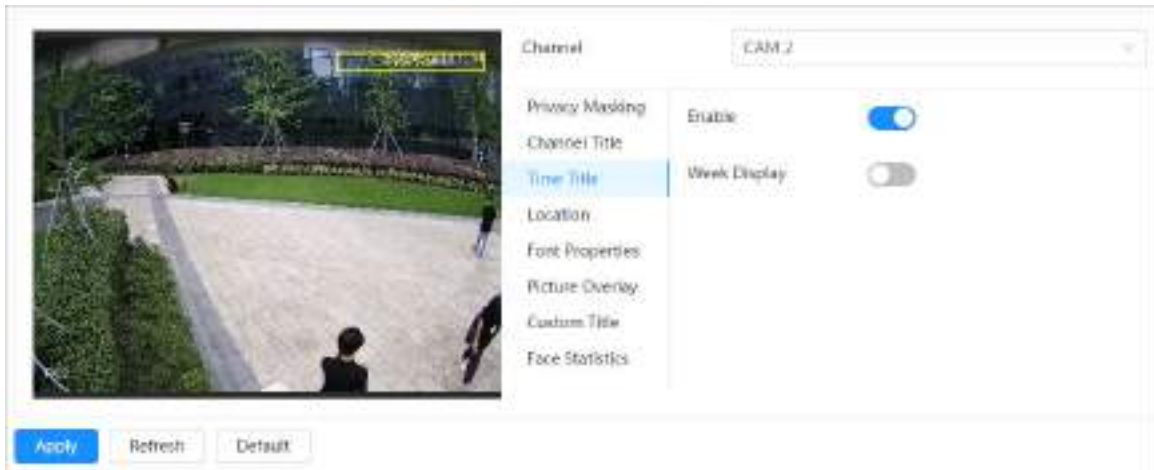 Channel CAM 2
Privacy Masking
Enable
Channel Title
Time Title
Week Display
Location
Font Properties
Picture Overlay
Custom Title
Face Statistics
Apply Refresh Default